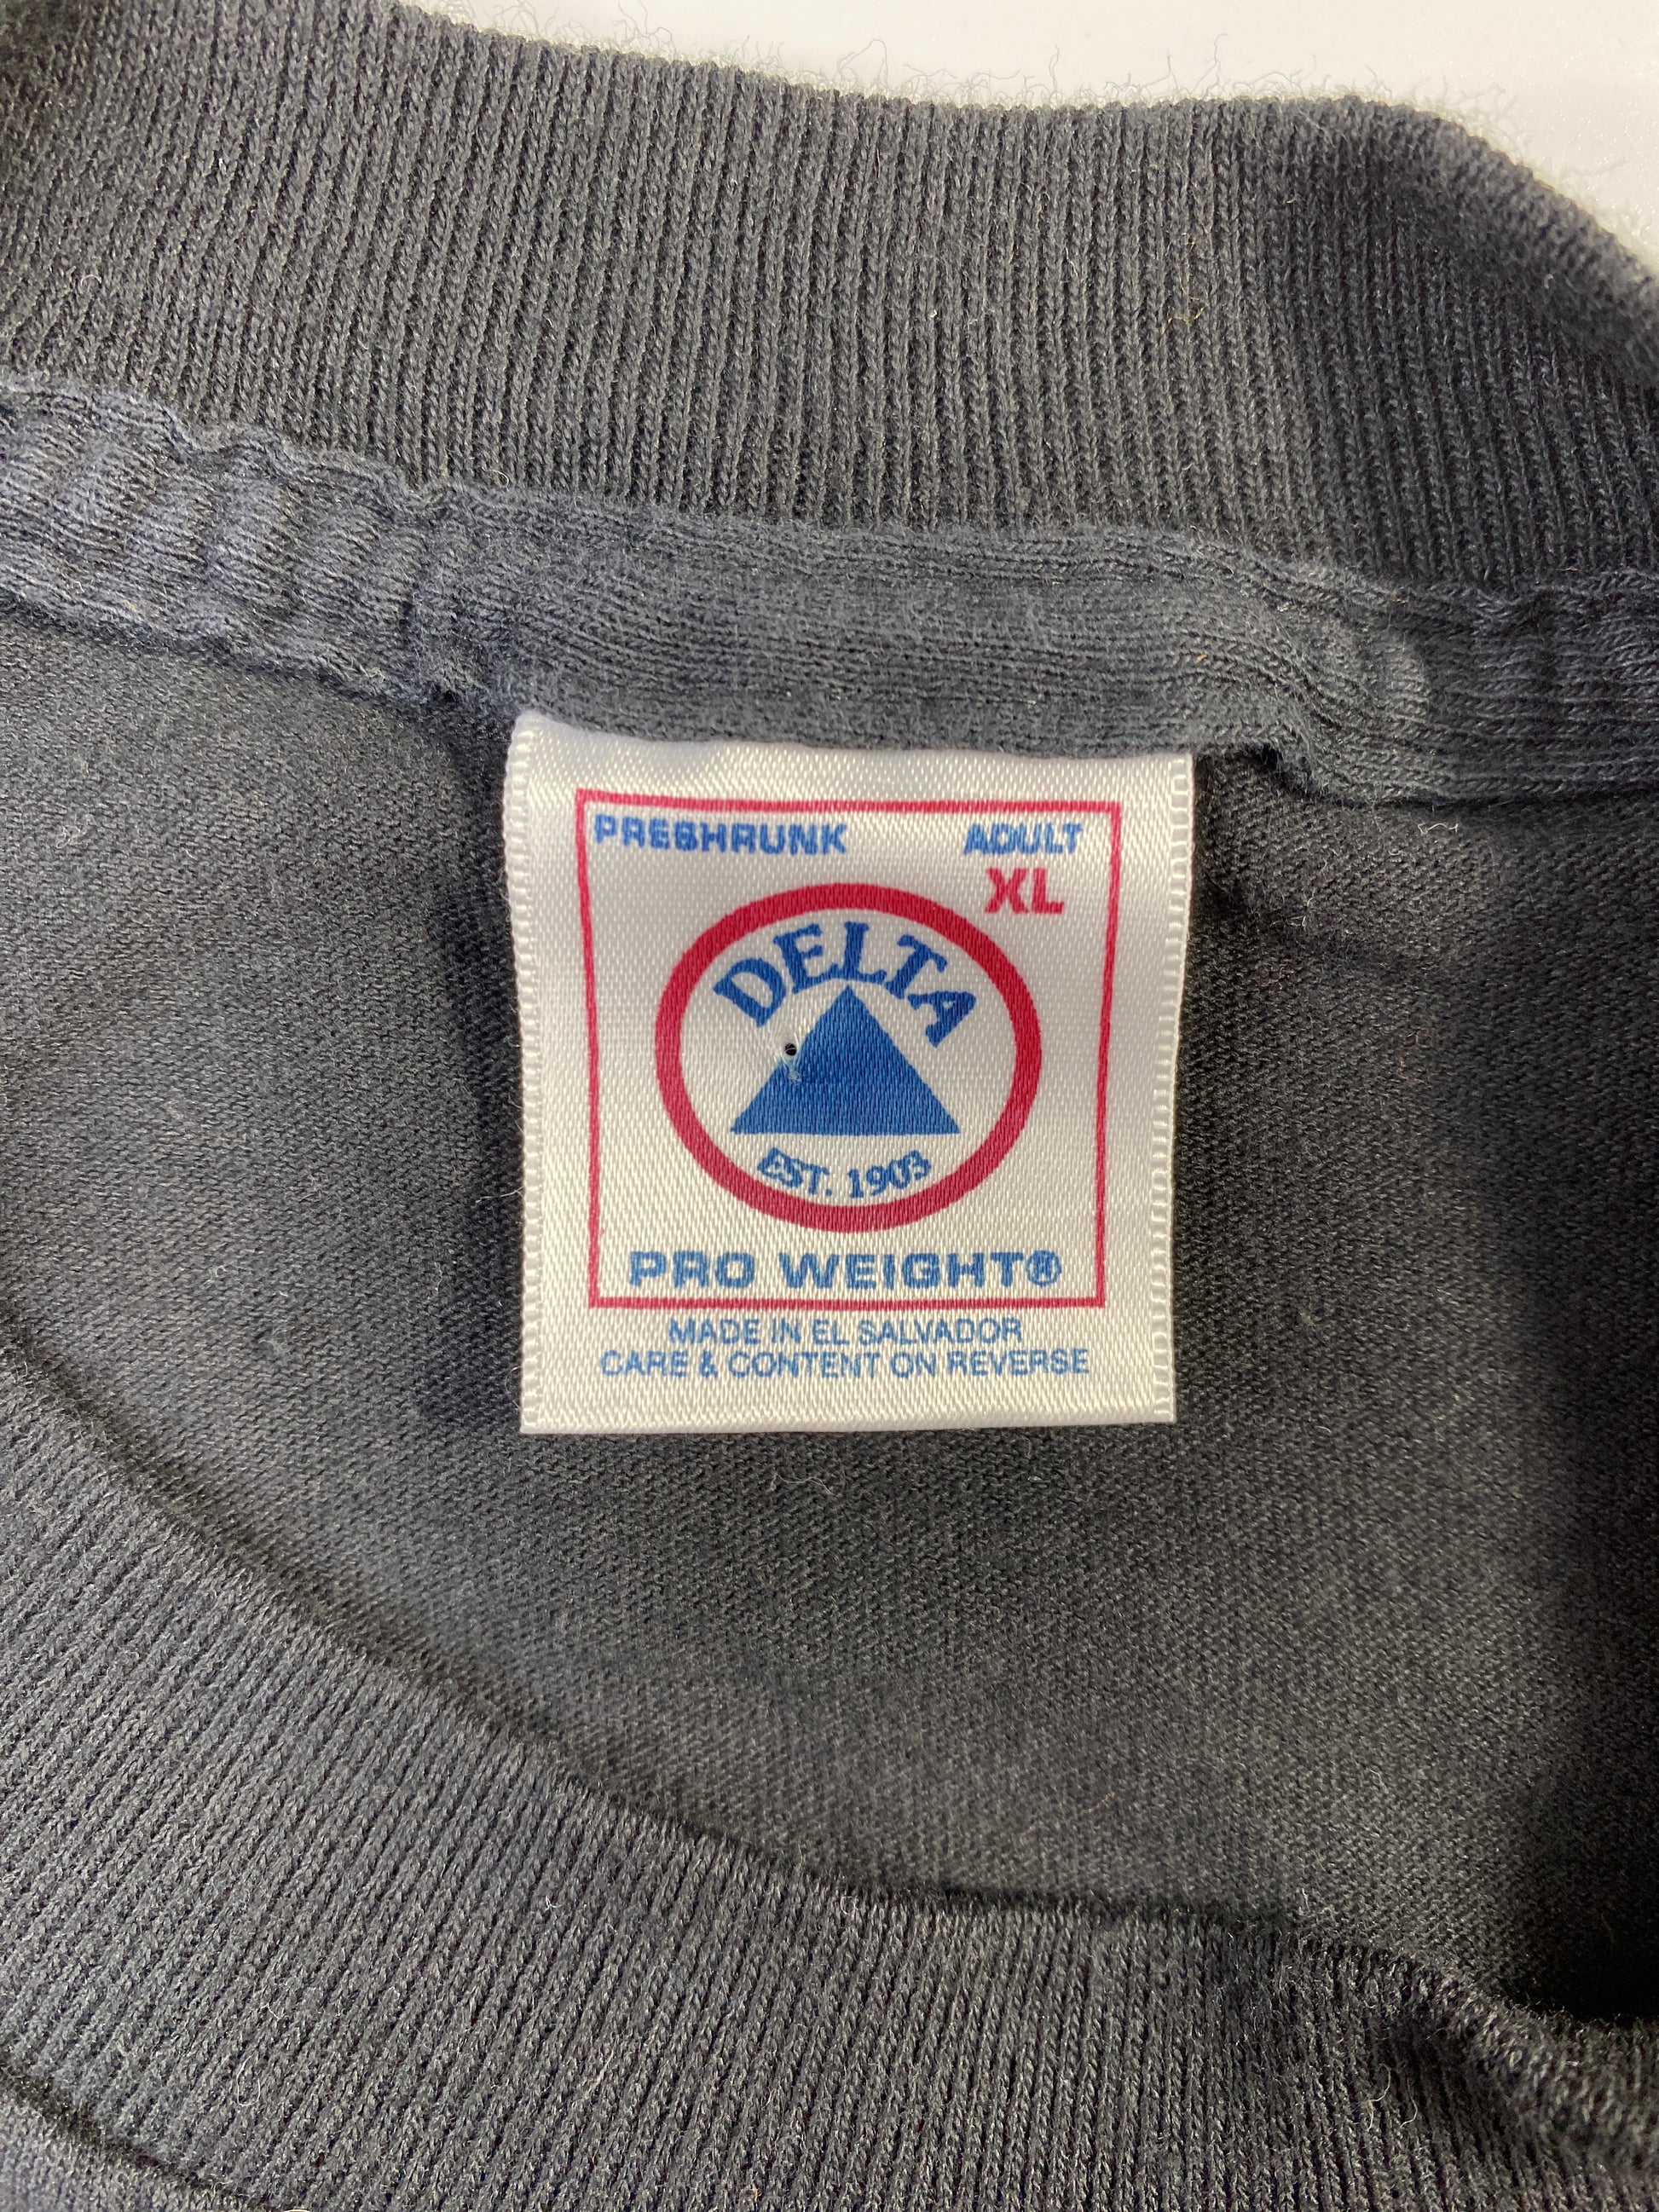 PRESHRUNK ADULT
XL
DELTA
EST. 1903
PRO WEIGHT®
MADE IN EL SALVADOR
CARE & CONTENT ON REVERSE